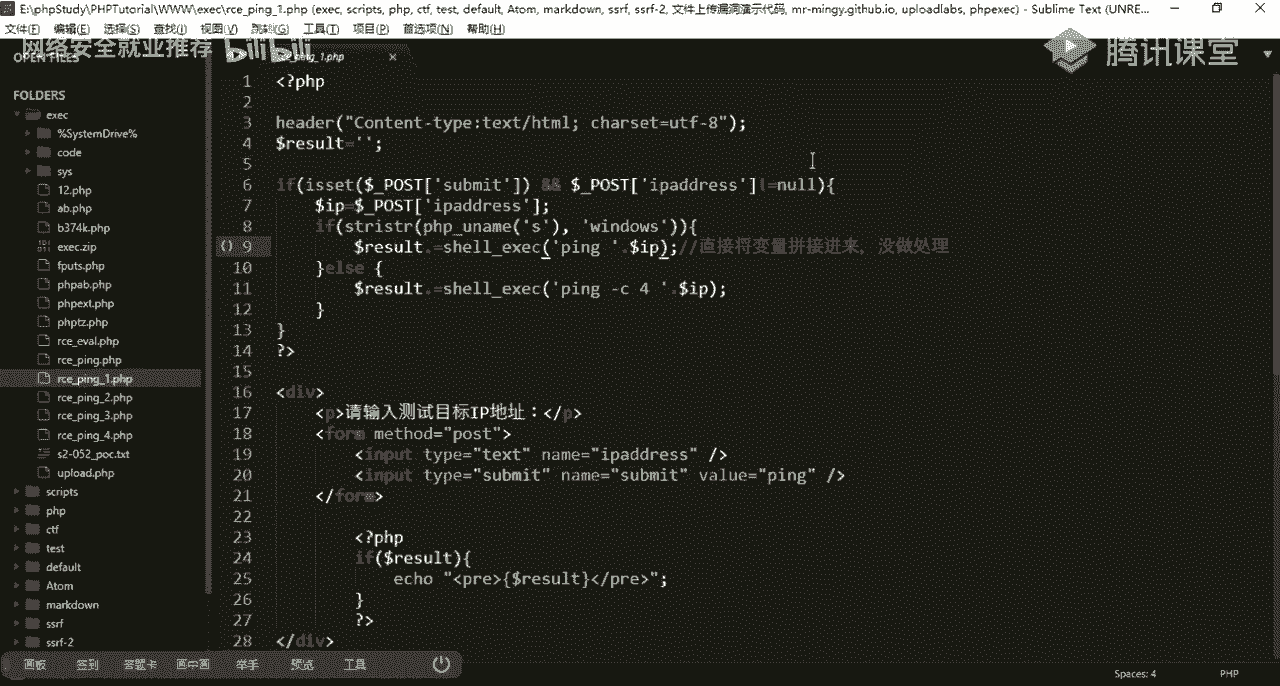 E:\phpStudy\PHPTutorial\WWW\exec\rce_ping_1.php (exec, scripts, php, ctf, test, default, Atom, markdown, ssrf, ssrf-2, 文件上传漏洞演示代码, mr-mingy.github.io, uploadlabs, phpexec) - Sublime Text (UNRE...
文件(F) 编辑(E) 选择(S) 查找(I) 视图(V) 跳转(G) 工具(T) 项目(P) 首选项(N) 帮助(H)
网络安全就业推荐 bilibili
腾讯课堂
OPEN FILES
rce_ping_1.php
FOLDERS
exec
%SystemDrive%
code
sys
12.php
ab.php
b374k.php
exec.zip
fputs.php
phpab.php
phpext.php
phptz.php
rce_eval.php
rce_ping.php
rce_ping_1.php
rce_ping_2.php
rce_ping_3.php
rce_ping_4.php
s2-052_poc.txt
upload.php
scripts
php
ctf
test
default
Atom
markdown
ssrf
ssrf-2
1 <?php
2
3 header("Content-type:text/html; charset=utf-8");
4 $result='';
5
6 if(isset($_POST['submit']) && $_POST['ipaddress']!=null){
7 $ip=$_POST['ipaddress'];
8 if(stristr(php_uname('s'), 'windows')){
9 $result.=shell_exec('ping '.$ip);//直接将变量拼接进来，没做处理
10 }else {
11 $result.=shell_exec('ping -c 4 '.$ip);
12 }
13 }
14 ?>
15
16 <div>
17 <p>请输入测试目标IP地址：</p>
18 <form method="post">
19 <input type="text" name="ipaddress" />
20 <input type="submit" name="submit" value="ping" />
21 </form>
22
23 <?php
24 if($result){
25 echo "<pre>{$result}</pre>";
26 }
27 ?>
28 </div>
画板 签到 答题卡 画中画 举手 预览 工具
Spaces: 4 PHP